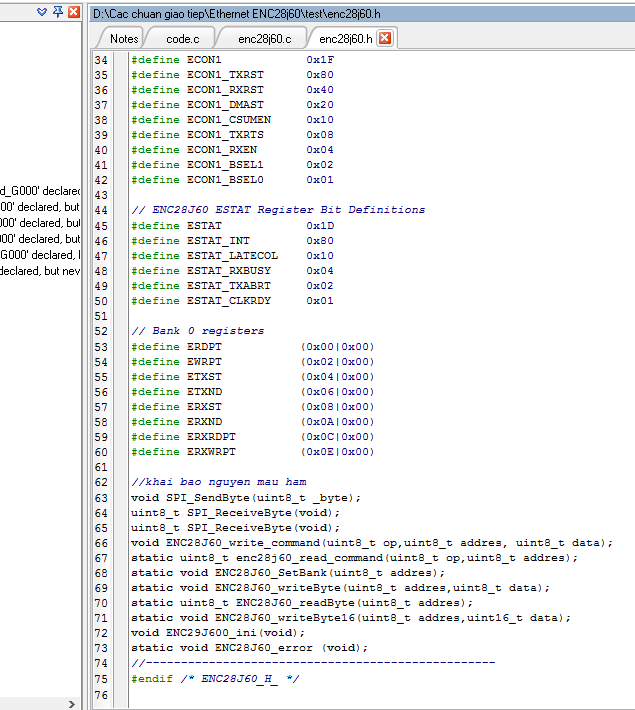 D:\Cac chuan giao tiep\Ethernet ENC28j60\test\enc28j60.h
Notes code.c enc28j60.c enc28j60.h
d_G000' declared
00' declared, but
000' declared, but
000' declared, but
G000' declared, 
declared, but nev
34 #define ECON1 0x1F
35 #define ECON1_TXRST 0x80
36 #define ECON1_RXRST 0x40
37 #define ECON1_DMAST 0x20
38 #define ECON1_CSUMEN 0x10
39 #define ECON1_TXRTS 0x08
40 #define ECON1_RXEN 0x04
41 #define ECON1_BSEL1 0x02
42 #define ECON1_BSEL0 0x01
43
44 // ENC28J60 ESTAT Register Bit Definitions
45 #define ESTAT 0x1D
46 #define ESTAT_INT 0x80
47 #define ESTAT_LATECOL 0x10
48 #define ESTAT_RXBUSY 0x04
49 #define ESTAT_TXABRT 0x02
50 #define ESTAT_CLKRDY 0x01
51
52 // Bank 0 registers
53 #define ERDPT (0x00|0x00)
54 #define EWRPT (0x02|0x00)
55 #define ETXST (0x04|0x00)
56 #define ETXND (0x06|0x00)
57 #define ERXST (0x08|0x00)
58 #define ERXND (0x0A|0x00)
59 #define ERXRDPT (0x0C|0x00)
60 #define ERXWRPT (0x0E|0x00)
61
62 //khai bao nguyen mau ham
63 void SPI_SendByte(uint8_t _byte);
64 uint8_t SPI_ReceiveByte(void);
65 uint8_t SPI_ReceiveByte(void);
66 void ENC28J60_write_command(uint8_t op,uint8_t addres, uint8_t data);
67 static uint8_t enc28j60_read_command(uint8_t op,uint8_t addres);
68 static void ENC28J60_SetBank(uint8_t addres);
69 static void ENC28J60_writeByte(uint8_t addres,uint8_t data);
70 static uint8_t ENC28J60_readByte(uint8_t addres);
71 static void ENC28J60_writeByte16(uint8_t addres,uint16_t data);
72 void ENC29J600_ini(void);
73 static void ENC28J60_error (void);
74 //--------------------------------------------------
75 #endif /* ENC28J60_H_ */
76